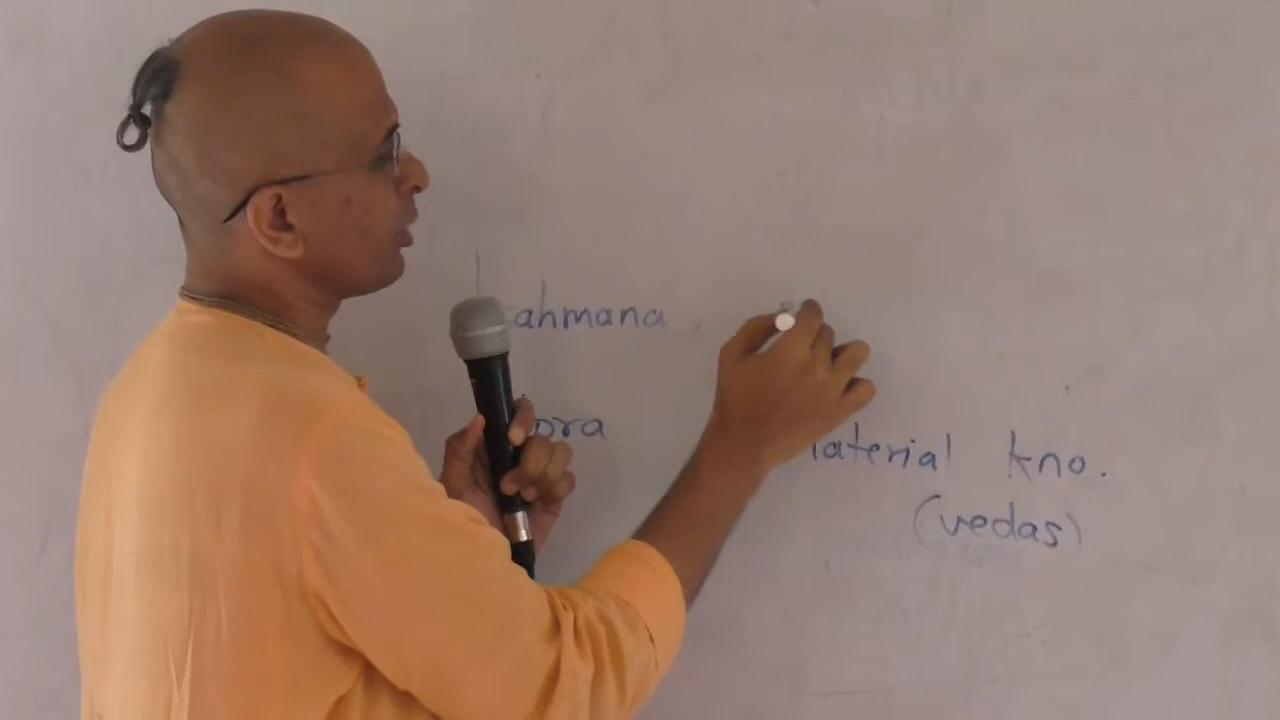 ahmana
ora
aterial kno.
(vedas)